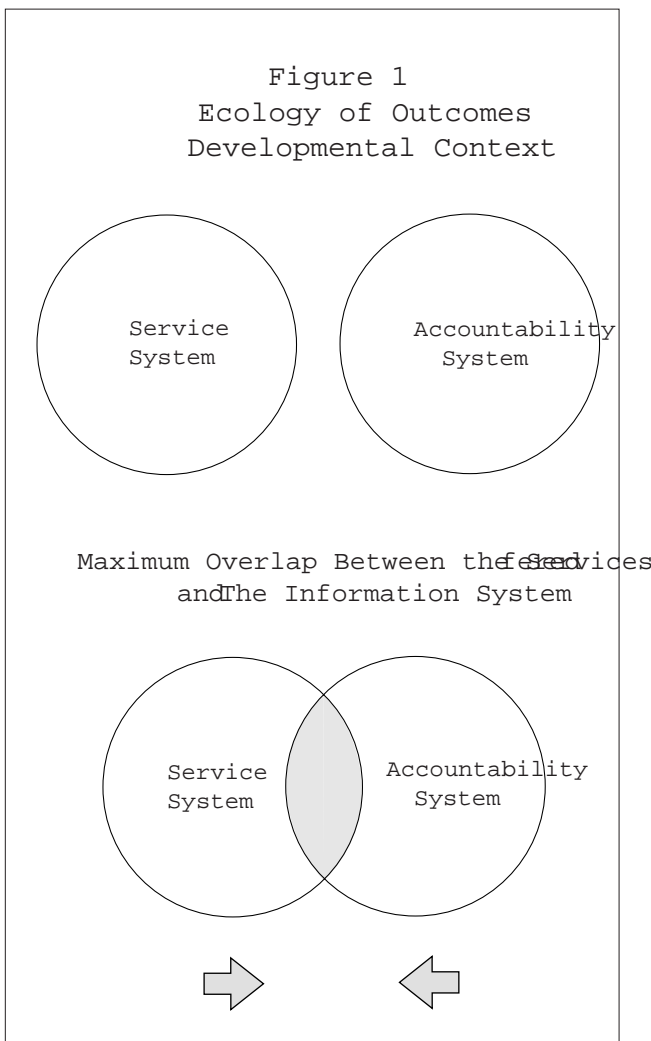 Figure 1
Ecology of Outcomes
Developmental Context
Service
System
Accountability
System
Maximum Overlap Between the Services
and The Information System
Service
System
Accountability
System